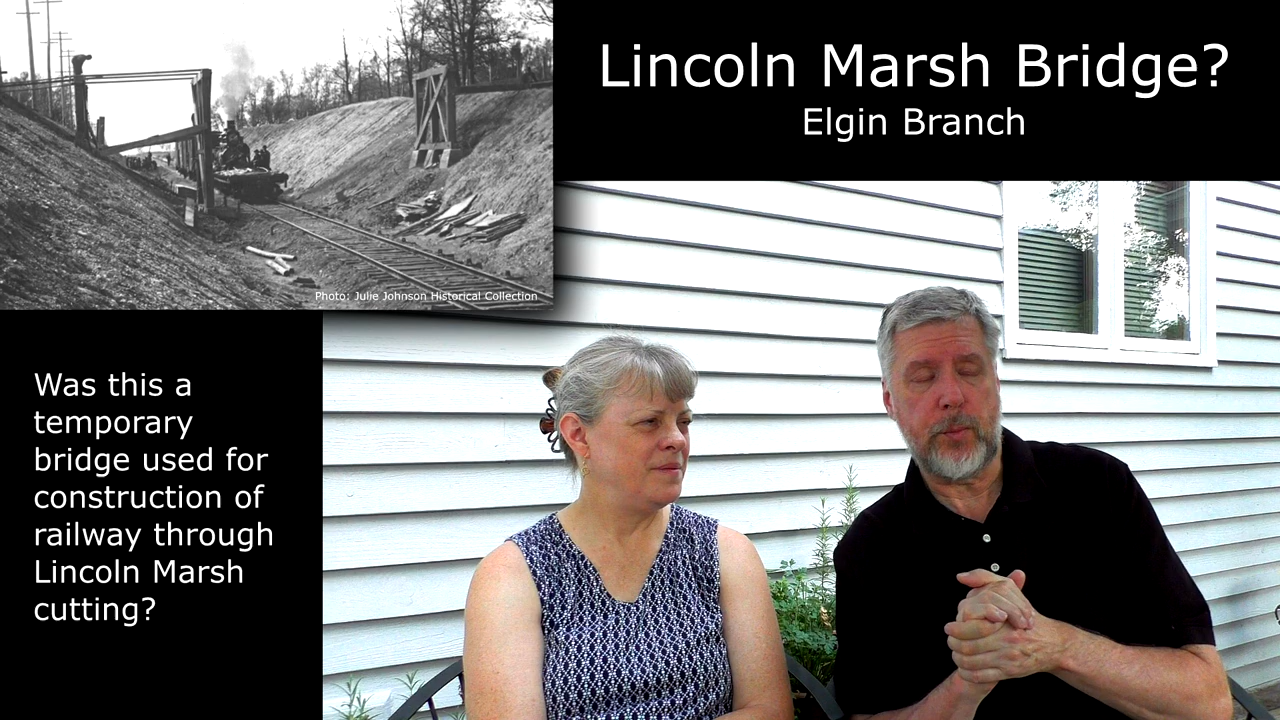 Lincoln Marsh Bridge?
Elgin Branch
Photo: Julie Johnson Historical Collection
Was this a
temporary
bridge used for
construction of
railway through
Lincoln Marsh
cutting?